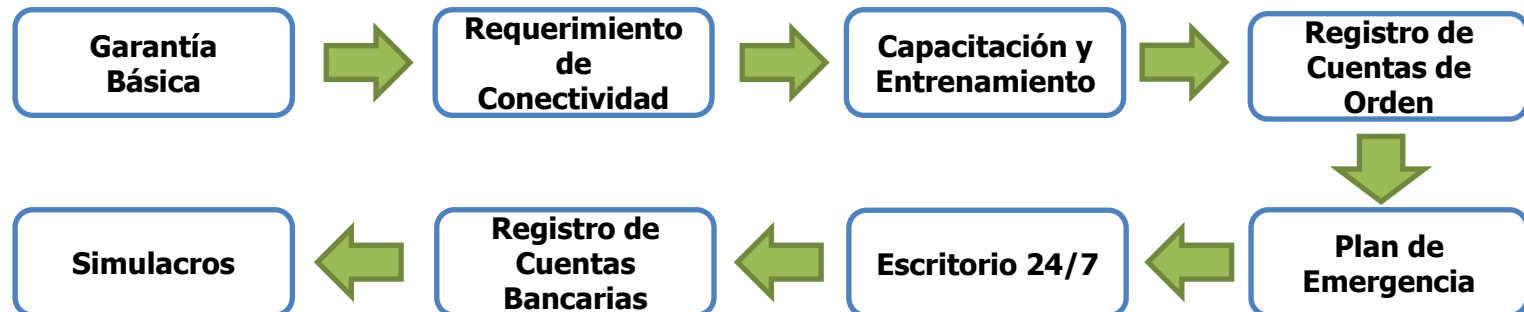 Garantía
Básica
Requerimiento
de
Conectividad
Capacitación y
Entrenamiento
Registro de
Cuentas de
Orden
Plan de
Emergencia
Escritorio 24/7
Registro de
Cuentas
Bancarias
Simulacros